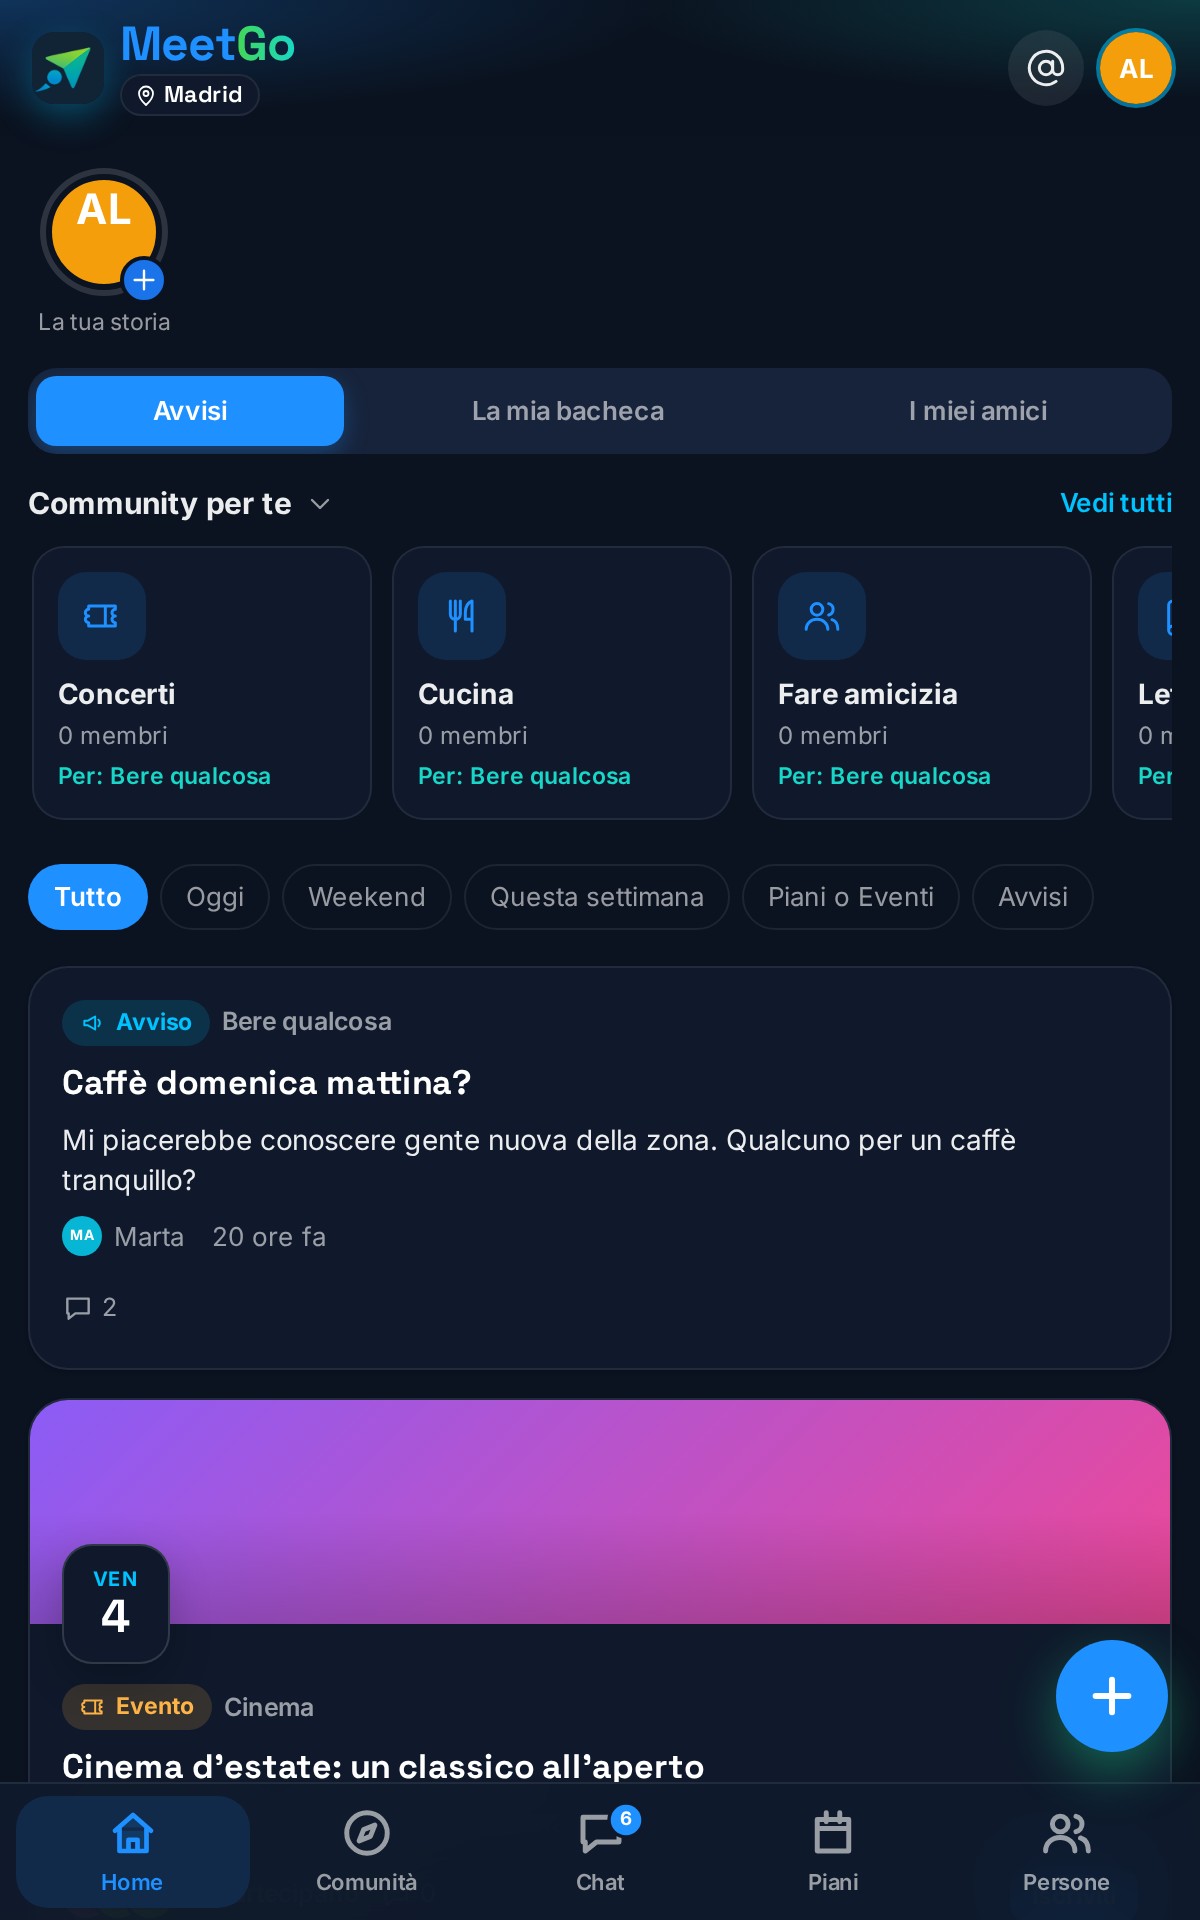 MeetGo
Madrid
@
AL
AL
La tua storia
Avvisi
La mia bacheca
I miei amici
Community per te
Vedi tutti
Concerti
0 membri
Per: Bere qualcosa
Cucina
0 membri
Per: Bere qualcosa
Fare amicizia
0 membri
Per: Bere qualcosa
Tutto
Oggi
Weekend
Questa settimana
Piani o Eventi
Avvisi
Avviso
Bere qualcosa
Caffè domenica mattina?
Mi piacerebbe conoscere gente nuova della zona. Qualcuno per un caffè
tranquillo?
MA
Marta
20 ore fa
2
VEN
4
Evento
Cinema
Cinema d’estate: un classico all’aperto
Home
Comunità
6
Chat
Piani
Persone